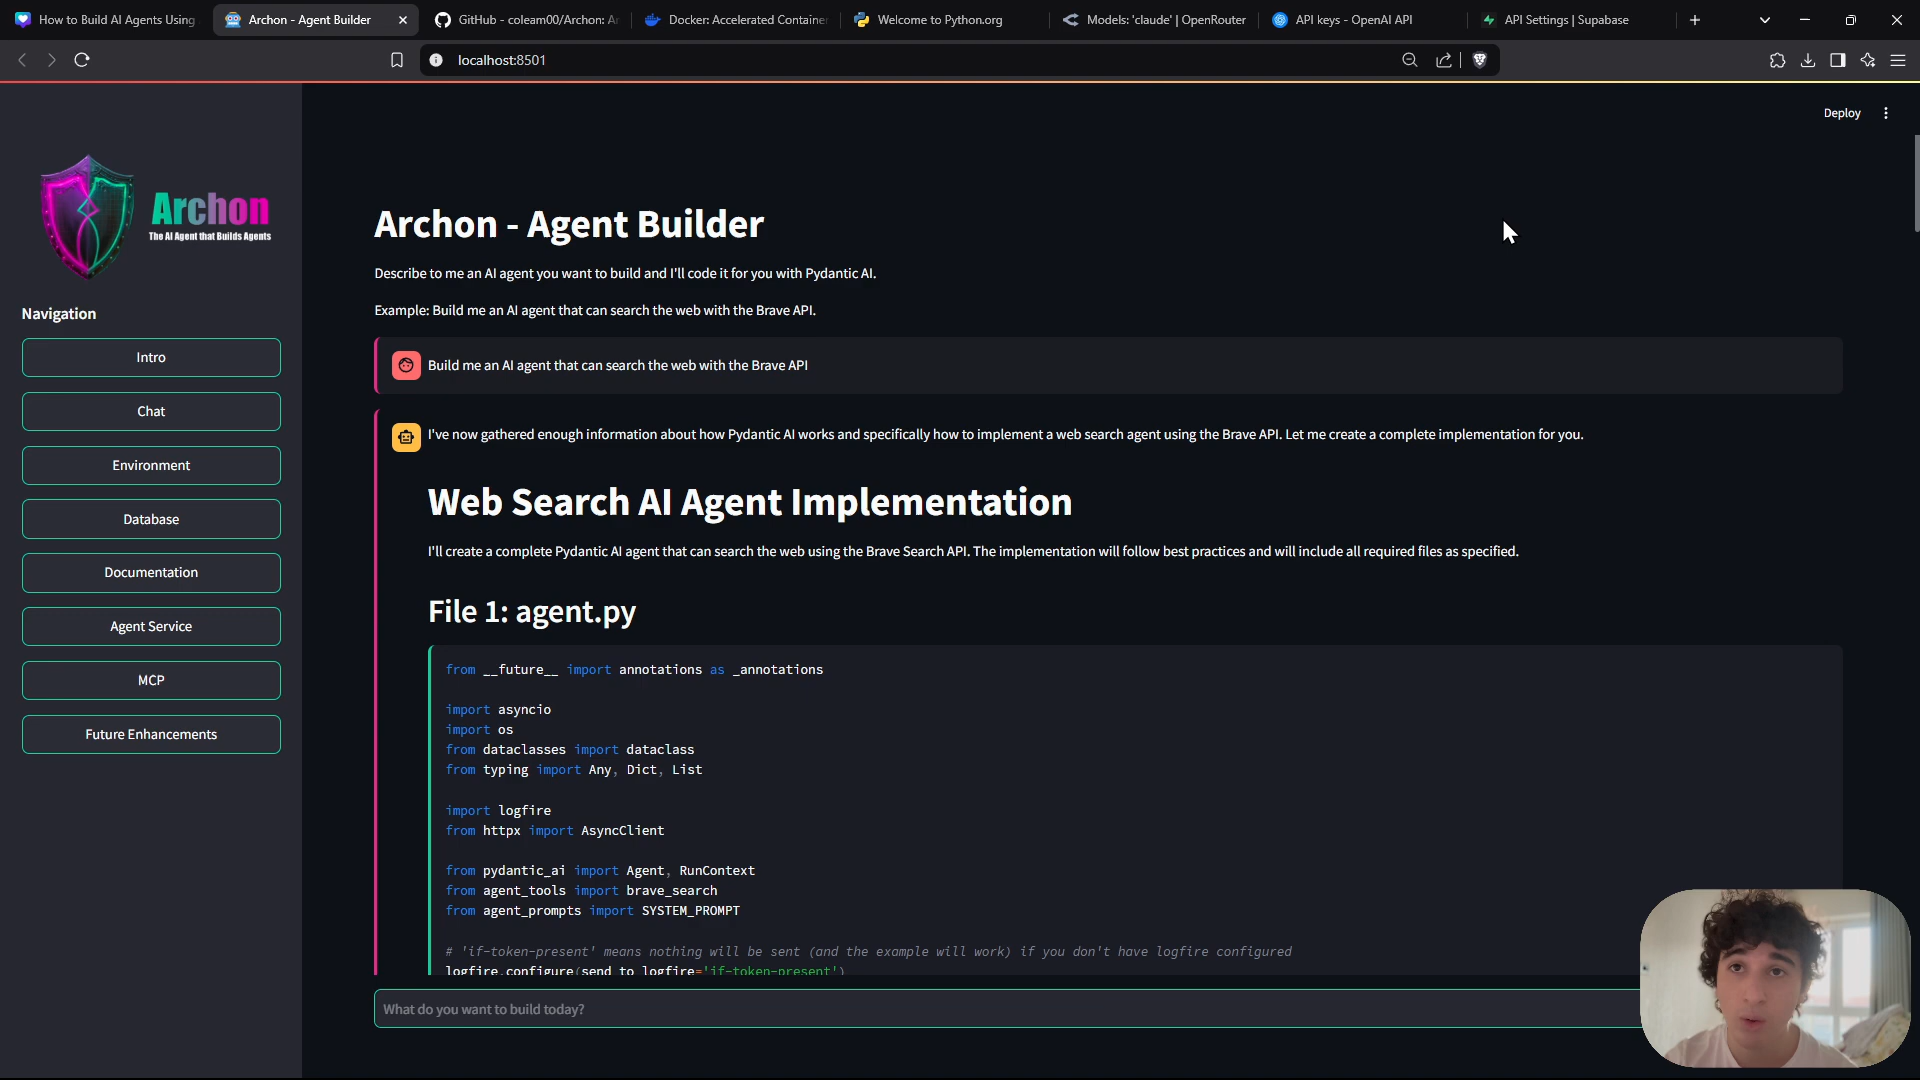 How to Build AI Agents Using
Archon - Agent Builder
GitHub - coleam00/Archon: A
Docker: Accelerated Container
Welcome to Python.org
Models: 'claude' | OpenRouter
API keys - OpenAI API
API Settings | Supabase
localhost:8501
Deploy
Archon
The AI Agent that Builds Agents
Navigation
Intro
Chat
Environment
Database
Documentation
Agent Service
MCP
Future Enhancements
Archon - Agent Builder
Describe to me an AI agent you want to build and I'll code it for you with Pydantic AI.
Example: Build me an AI agent that can search the web with the Brave API.
Build me an AI agent that can search the web with the Brave API
I've now gathered enough information about how Pydantic AI works and specifically how to implement a web search agent using the Brave API. Let me create a complete implementation for you.
Web Search AI Agent Implementation
I'll create a complete Pydantic AI agent that can search the web using the Brave Search API. The implementation will follow best practices and will include all required files as specified.
File 1: agent.py
from __future__ import annotations as _annotations
import asyncio
import os
from dataclasses import dataclass
from typing import Any, Dict, List
import logfire
from httpx import AsyncClient
from pydantic_ai import Agent, RunContext
from agent_tools import brave_search
from agent_prompts import SYSTEM_PROMPT
# 'if-token-present' means nothing will be sent (and the example will work) if you don't have logfire configured
logfire.configure(send_to_logfire='if-token-present')
What do you want to build today?